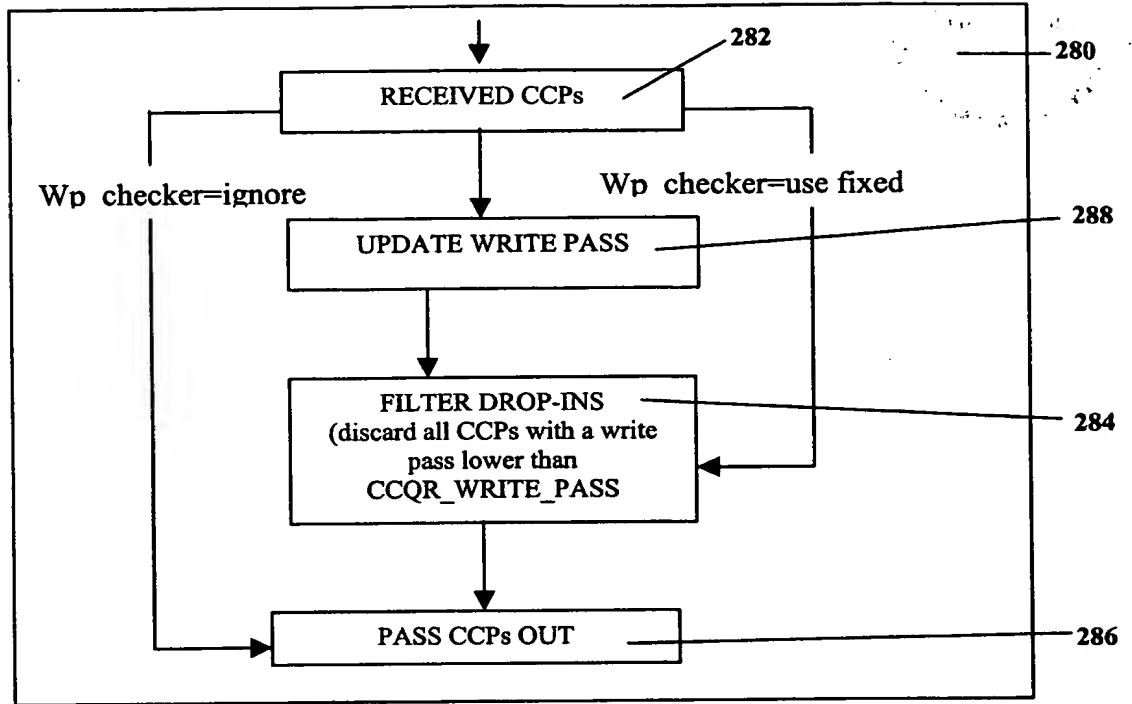 282
280
RECEIVED CCPs
Wp checker=ignore
Wp checker=use fixed
288
UPDATE WRITE PASS
FILTER DROP-INS
(discard all CCPs with a write
pass lower than
CCQR_WRITE_PASS
284
PASS CCPs OUT
286